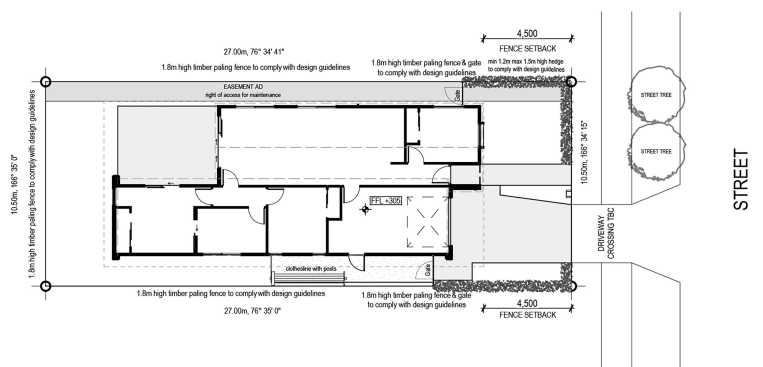 4,500
FENCE SETBACK
27.00m, 76° 34' 41"
1.8m high timber paling fence to comply with design guidelines
1.8m high timber paling fence & gate
to comply with design guidelines
min 1.2m max 1.5m high hedge
to comply with design guidelines
EASEMENT AD
right of access for maintenance
Gate
STREET TREE
STREET TREE
10.50m, 166° 34' 15"
STREET
10.50m, 166° 35' 0"
1.8m high timber paling fence to comply with design guidelines
FFL +305
DRIVEWAY
CROSSING TBC
clothesline with posts
Gate
1.8m high timber paling fence to comply with design guidelines
1.8m high timber paling fence & gate
to comply with design guidelines
27.00m, 76° 35' 0"
4,500
FENCE SETBACK